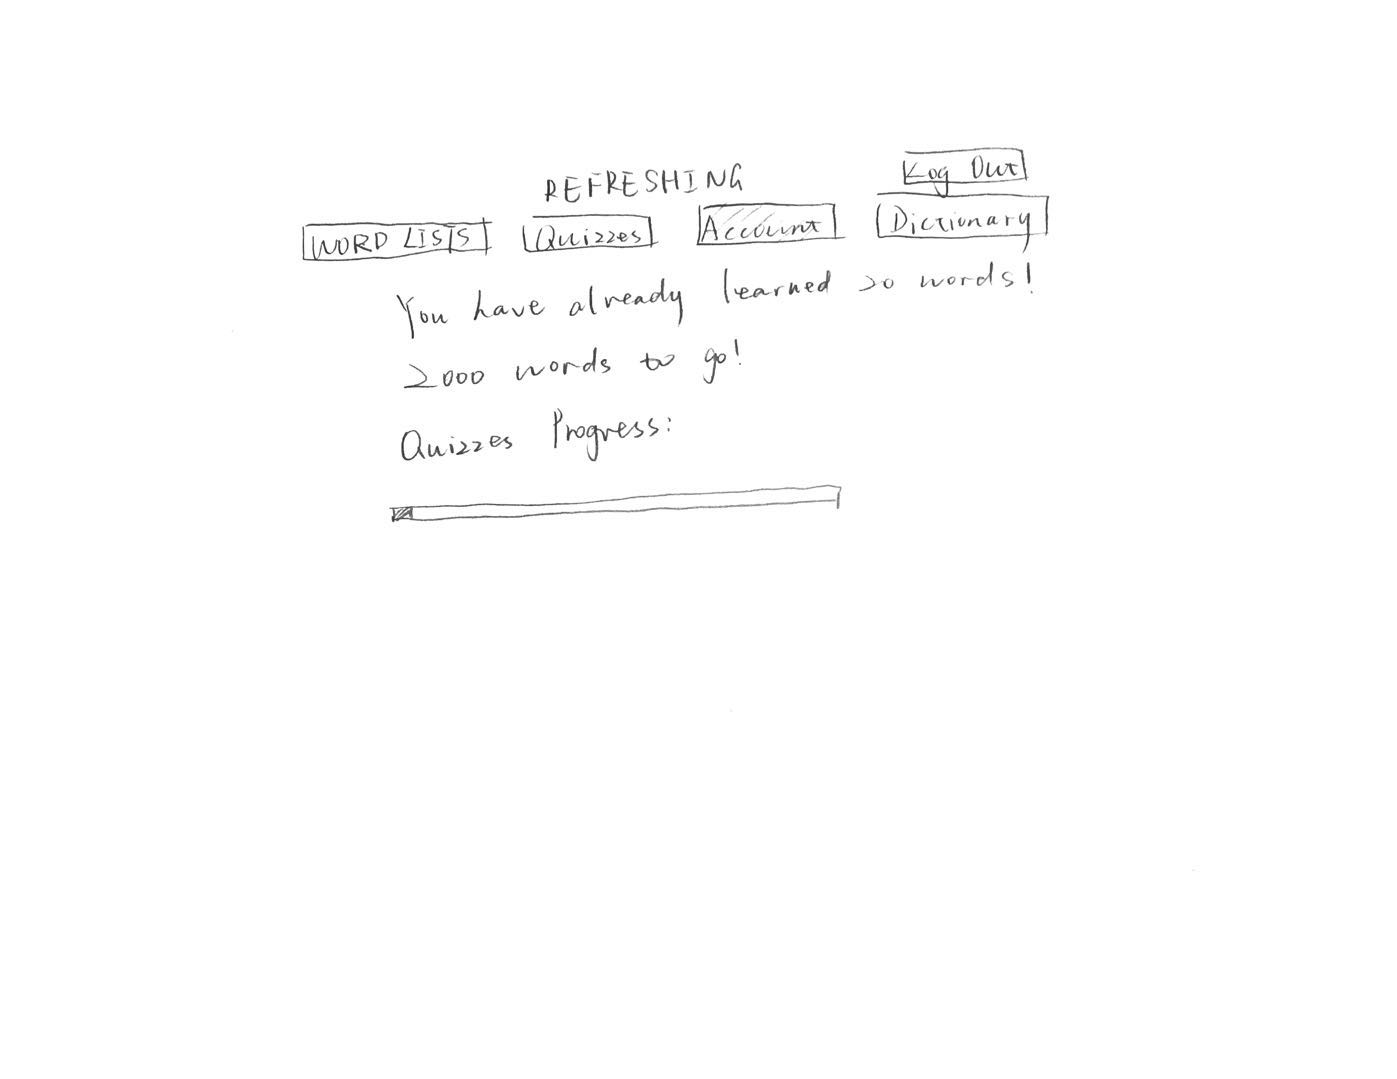 REFRESHING
Log Out
WORD LISTS Quizzes Account Dictionary
You have already learned 20 words!
2000 words to go!
Quizzes Progress: